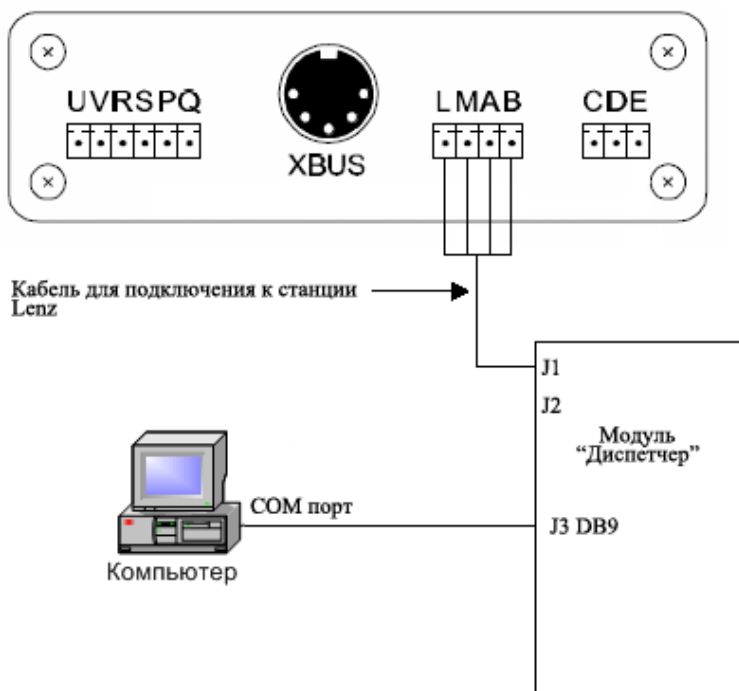 UVRSPQ
XBUS
LMAB
CDE
Кабель для подключения к станции
Lenz
J1
J2
Модуль
“Диспетчер”
COM порт
J3 DB9
Компьютер